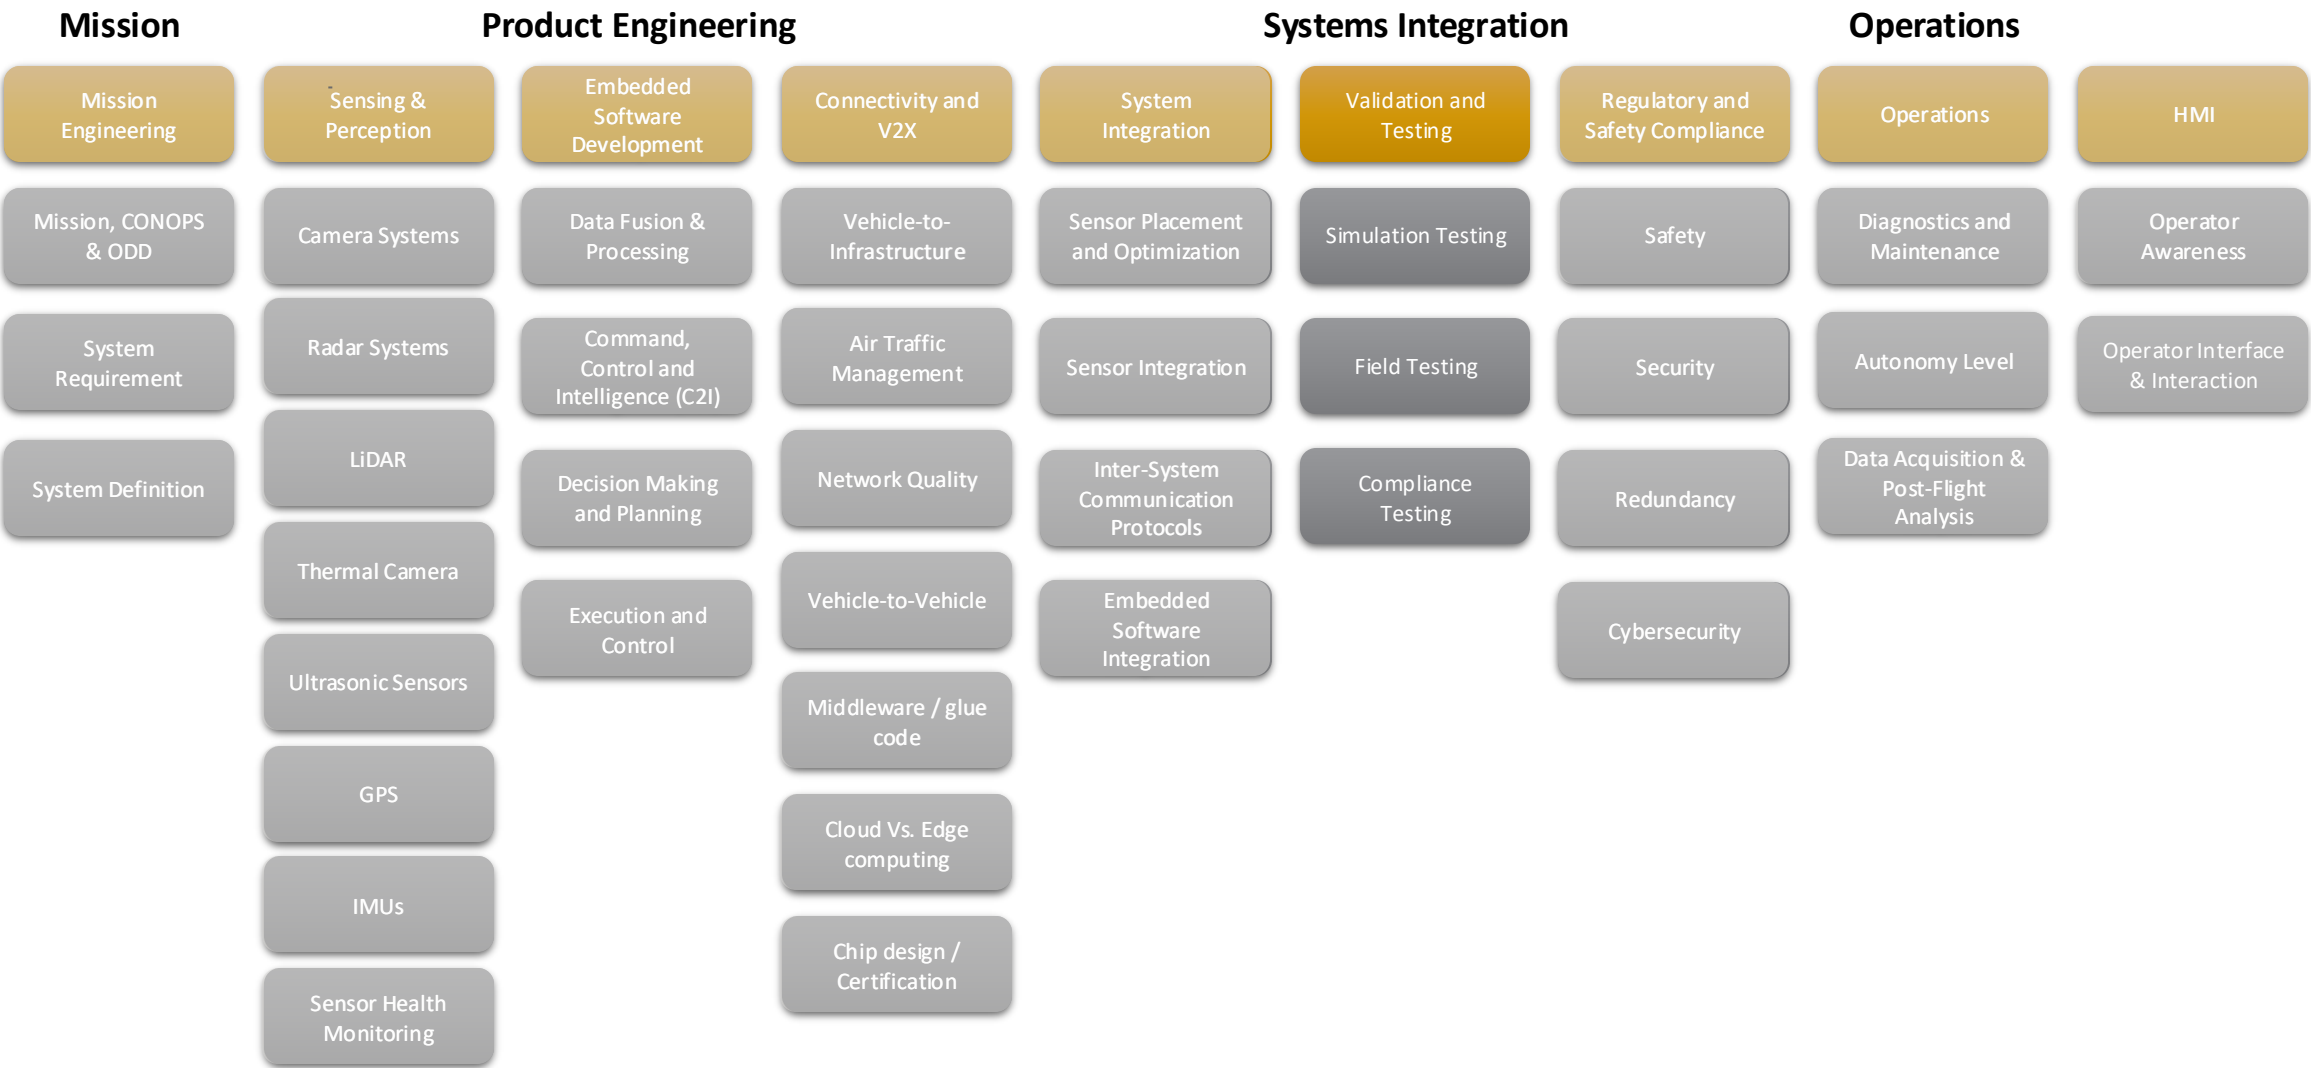 Mission
Product Engineering
Systems Integration
Operations
Mission
Engineering
Mission, CONOPS
& ODD
System
Requirement
System Definition
Sensing &
Perception
Camera Systems
Radar Systems
LiDAR
Thermal Camera
Ultrasonic Sensors
GPS
IMUs
Sensor Health
Monitoring
Embedded
Software
Development
Data Fusion &
Processing
Command,
Control and
Intelligence (C2I)
Decision Making
and Planning
Execution and
Control
Connectivity and
V2X
Vehicle-to-
Infrastructure
Air Traffic
Management
Network Quality
Vehicle-to-Vehicle
Middleware / glue
code
Cloud Vs. Edge
computing
Chip design /
Certification
System
Integration
Sensor Placement
and Optimization
Sensor Integration
Inter-System
Communication
Protocols
Embedded
Software
Integration
Validation and
Testing
Simulation Testing
Field Testing
Compliance
Testing
Regulatory and
Safety Compliance
Safety
Security
Redundancy
Cybersecurity
Operations
Diagnostics and
Maintenance
Autonomy Level
Data Acquisition &
Post-Flight
Analysis
HMI
Operator
Awareness
Operator Interface
& Interaction